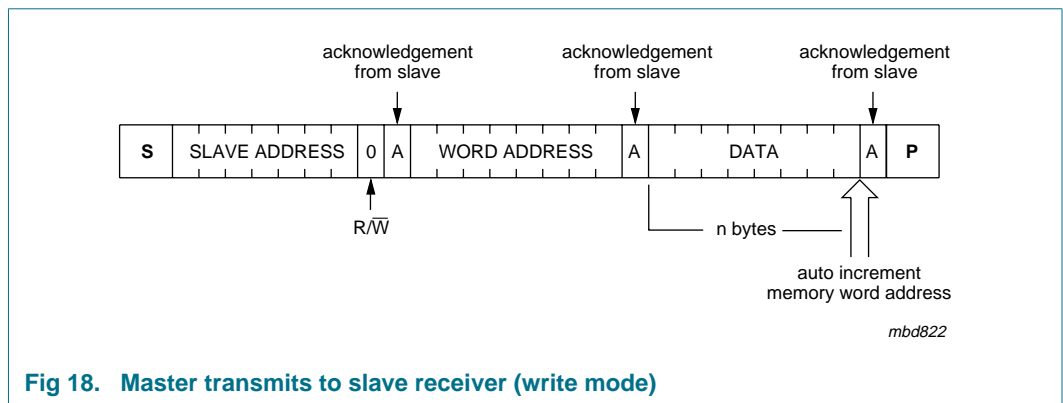 acknowledgement
from slave
acknowledgement
from slave
acknowledgement
from slave
S SLAVE ADDRESS 0 A WORD ADDRESS A DATA A P
R/W̅
n bytes
auto increment
memory word address
mbd822
Fig 18. Master transmits to slave receiver (write mode)